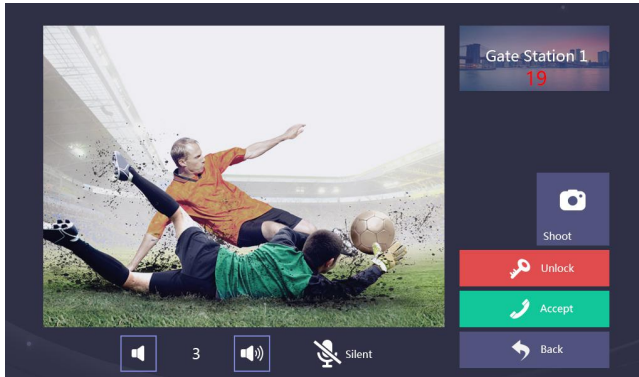 Gate Station 1
19
Shoot
Unlock
Accept
3
Silent
Back